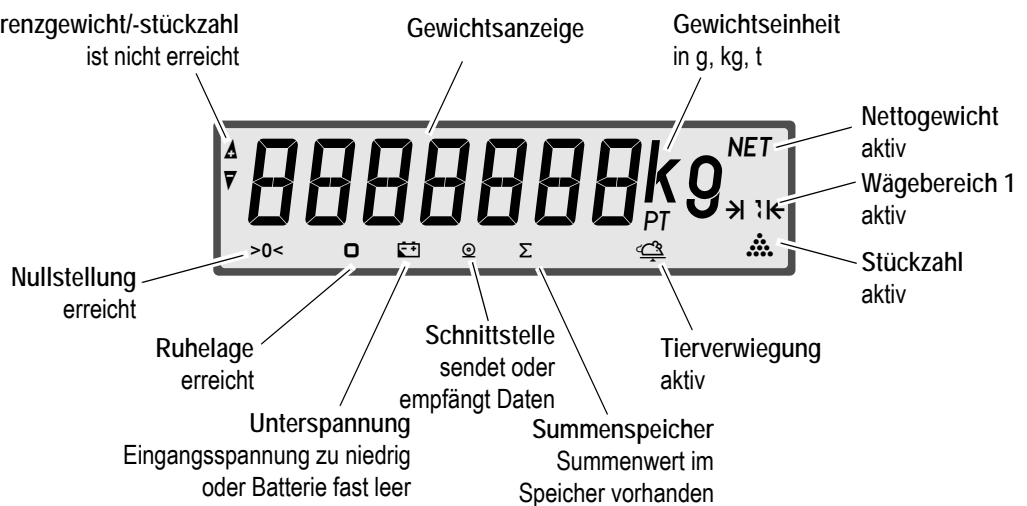 renzgewicht/-stückzahl
ist nicht erreicht
Gewichtsanzeige
Gewichtseinheit
in g, kg, t
Nettogewicht
aktiv
Wägebereich 1
aktiv
Stückzahl
aktiv
8888888kg
NET
PT
1
>0<
Σ
Nullstellung
erreicht
Ruhelage
erreicht
Unterspannung
Eingangsspannung zu niedrig
oder Batterie fast leer
Schnittstelle
sendet oder
empfängt Daten
Summenspeicher
Summenwert im
Speicher vorhanden
Tierverwiegung
aktiv